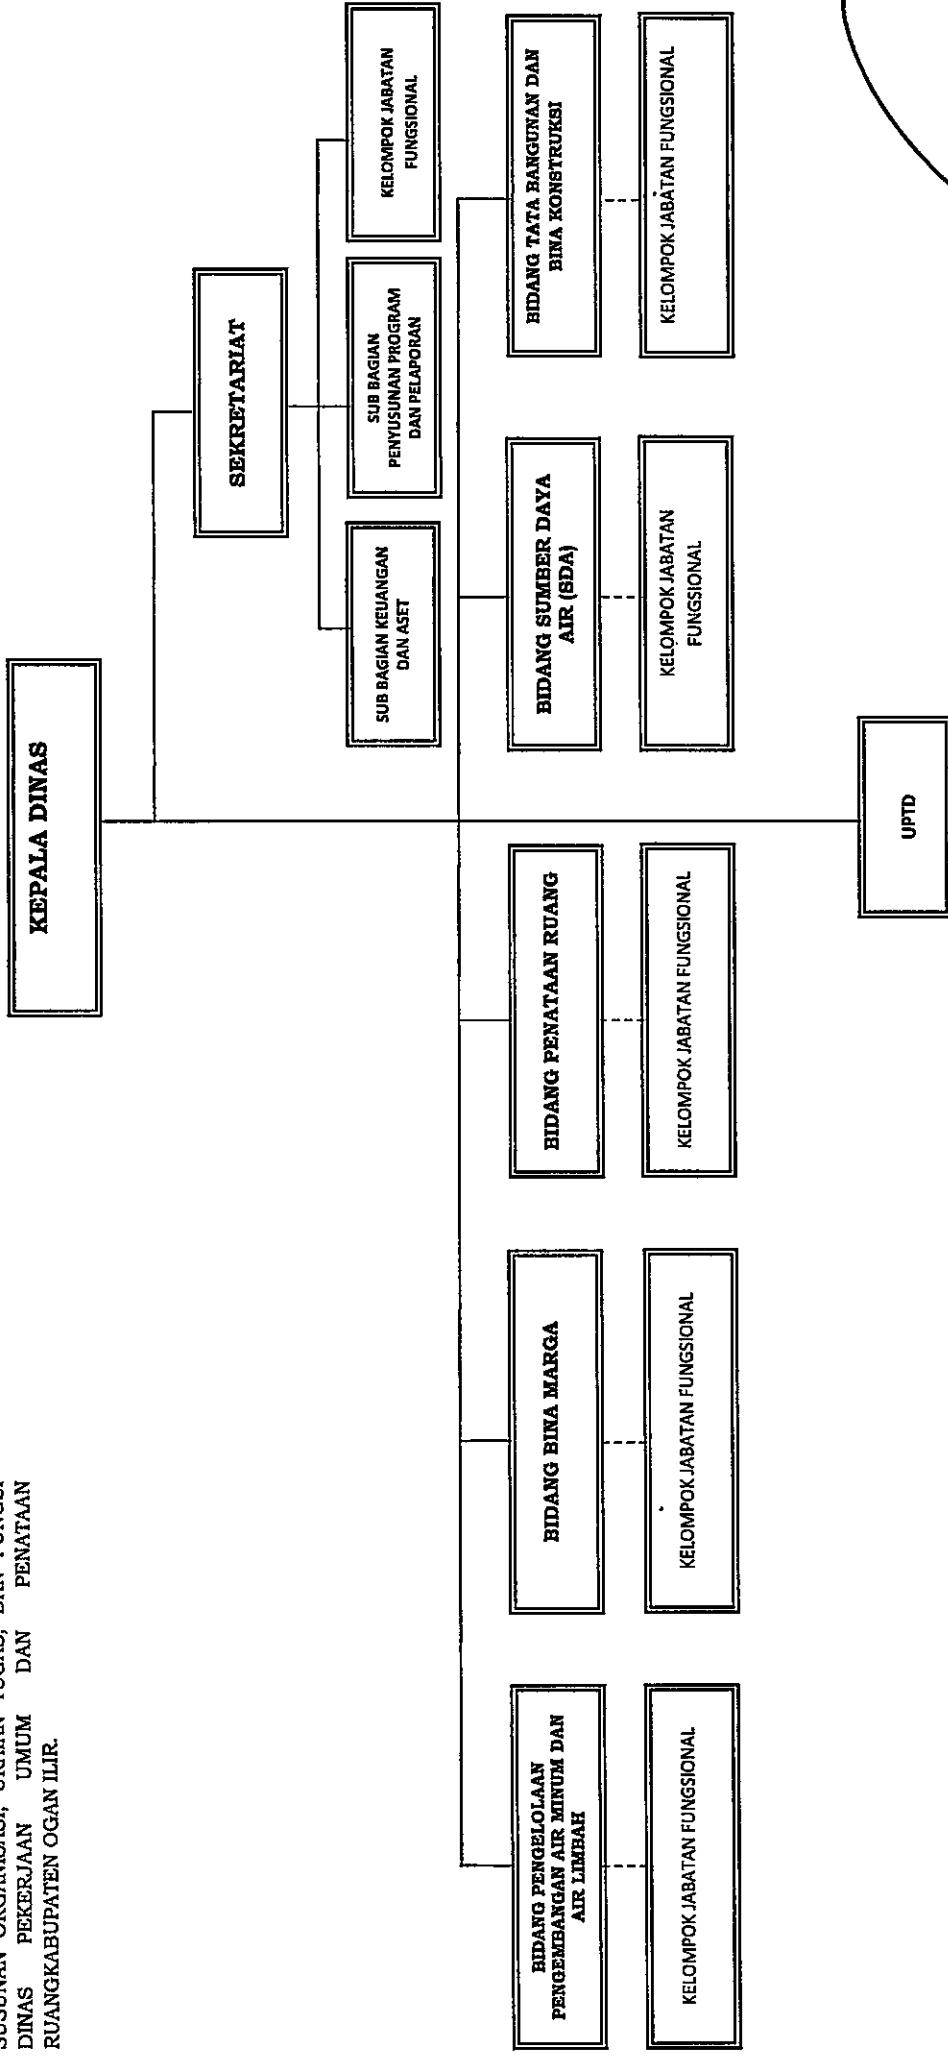 SUSUNAN ORGANISASI, URAIAN TUGAS, DAN FUNGSI
DINAS PEKERJAAN UMUM DAN PENATAAN
RUANGKABUPATEN OGAN ILIR.
KEPALA DINAS
SEKRETARIAT
SUB BAGIAN KEUANGAN
DAN ASET
SUB BAGIAN
PENYUSUNAN PROGRAM
DAN PELAPORAN
KELOMPOK JABATAN
FUNGSIONAL
BIDANG PENGELOLAAN
PENGEMBANGAN AIR MINUM DAN
AIR LIMBAH
BIDANG BINA MARGA
BIDANG PENATAAN RUANG
BIDANG SUMBER DAYA
AIR (SDA)
BIDANG TATA BANGUNAN DAN
BINA KONSTRUKSI
KELOMPOK JABATAN FUNGSIONAL
KELOMPOK JABATAN FUNGSIONAL
KELOMPOK JABATAN FUNGSIONAL
KELOMPOK JABATAN
FUNGSIONAL
KELOMPOK JABATAN FUNGSIONAL
UPTD